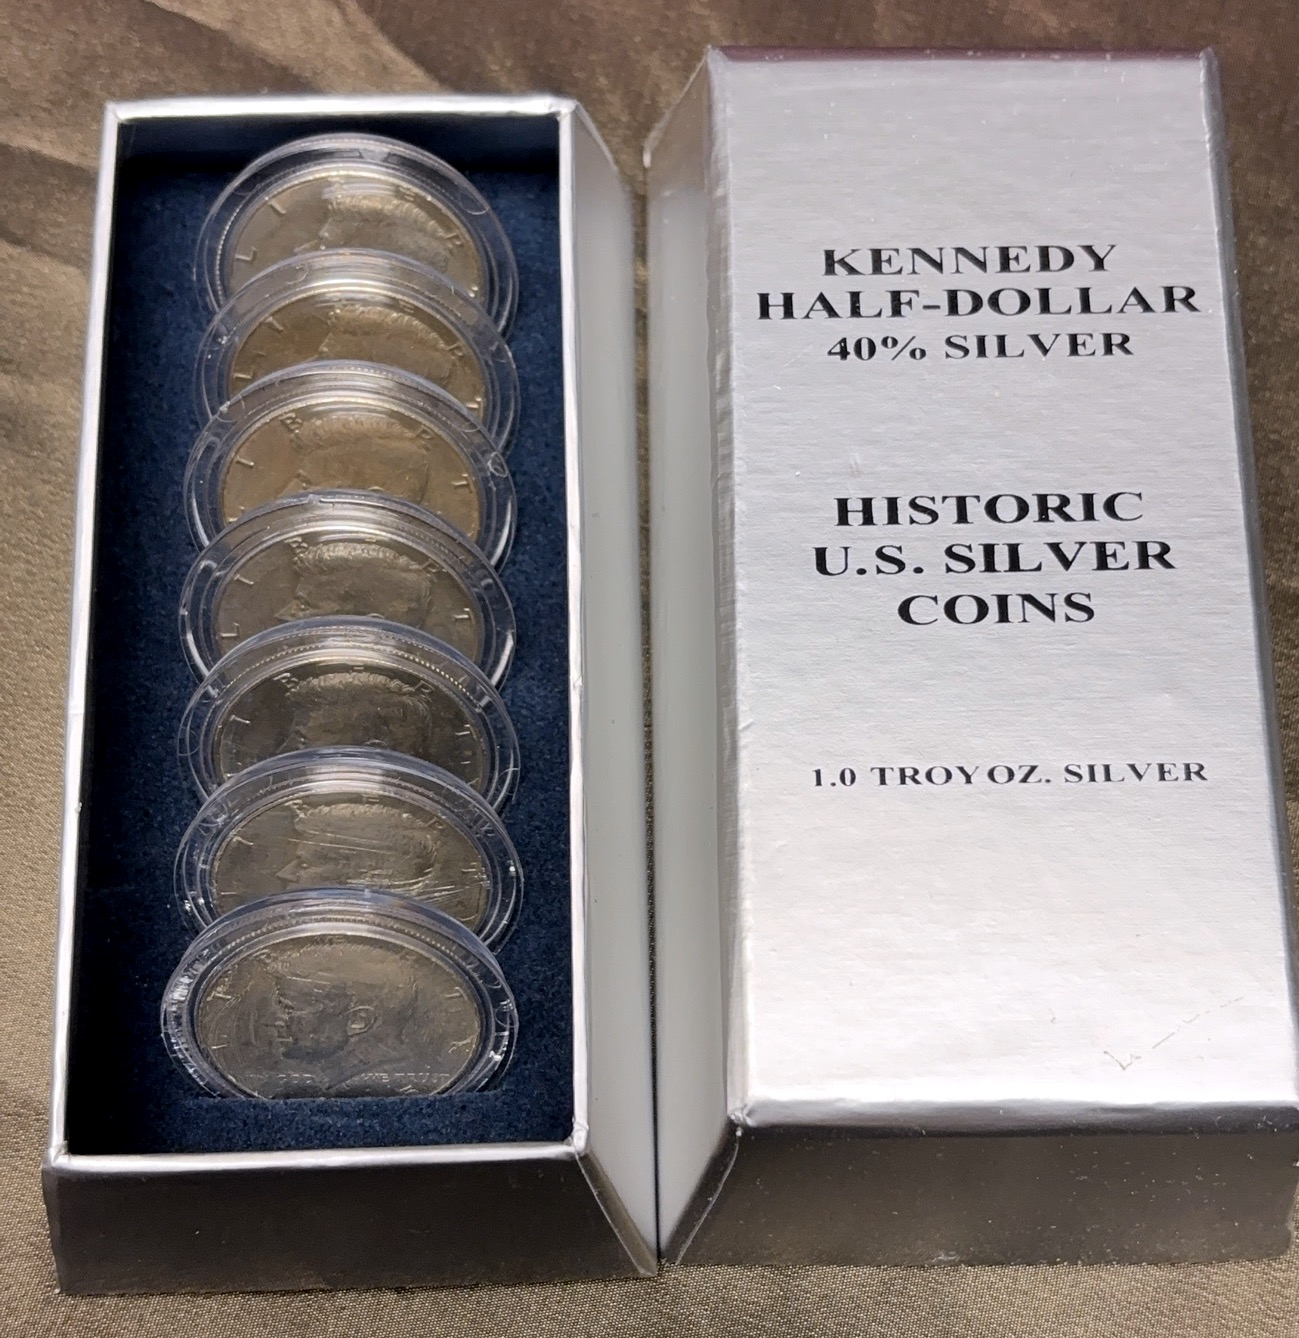 KENNEDY
HALF-DOLLAR
40% SILVER
HISTORIC
U.S. SILVER
COINS
1.0 TROY OZ. SILVER